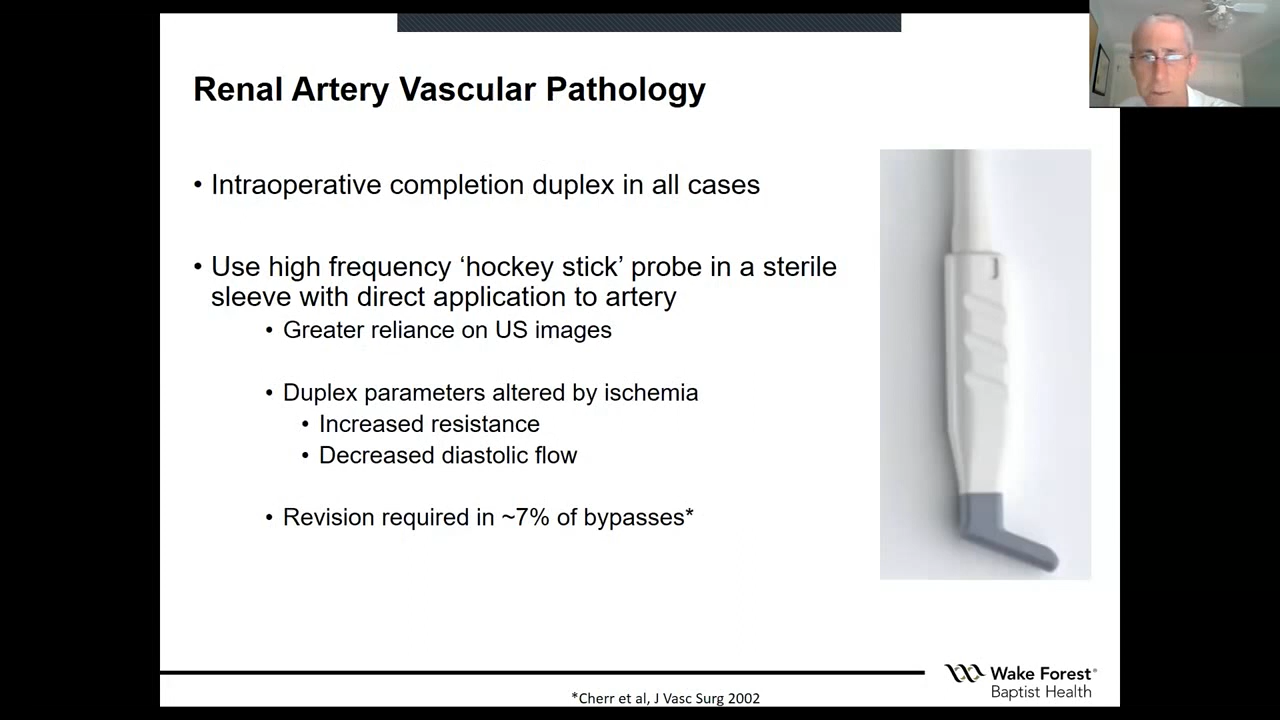 Renal Artery Vascular Pathology
• Intraoperative completion duplex in all cases
• Use high frequency ‘hockey stick’ probe in a sterile
sleeve with direct application to artery
• Greater reliance on US images
• Duplex parameters altered by ischemia
• Increased resistance
• Decreased diastolic flow
• Revision required in ~7% of bypasses*
Wake Forest®
Baptist Health
*Cherr et al, J Vasc Surg 2002